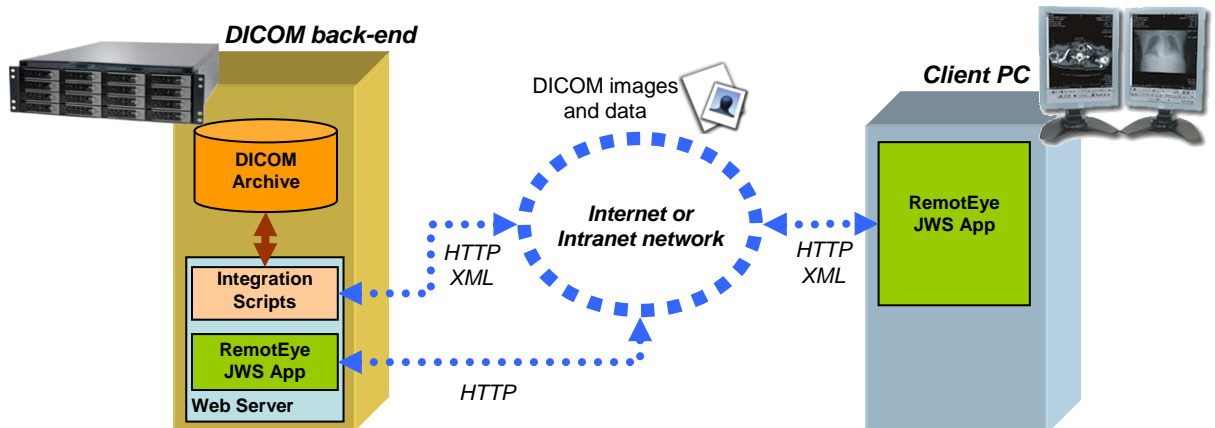 DICOM back-end
DICOM images
and data
Client PC
DICOM
Archive
Internet or
Intranet network
RemotEye
JWS App
HTTP
XML
HTTP
XML
Integration
Scripts
RemotEye
JWS App
HTTP
Web Server